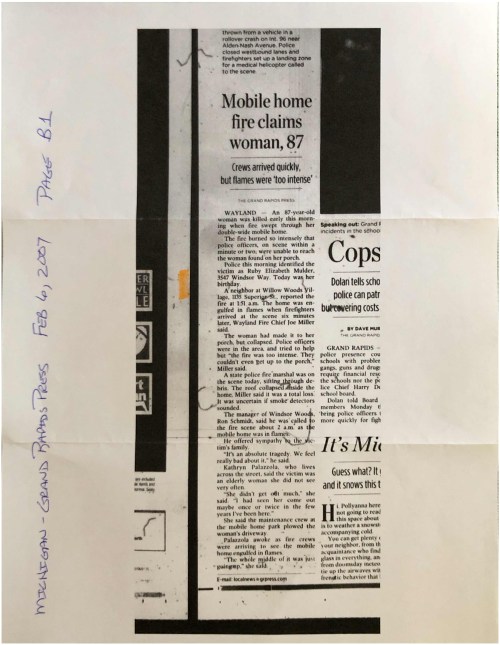 MICHIGAN - GRAND RAPIDS PRESS FEB 6, 2007 PAGE B1
thrown from a vehicle in a
rollover crash on Int. 96 near
Alden-Nash Avenue. Police
closed westbound lanes and
firefighters set up a landing zone
for a medical helicopter called
to the scene.
Mobile home
fire claims
woman, 87
Crews arrived quickly,
but flames were 'too intense'
THE GRAND RAPIDS PRESS
WAYLAND — An 87-year-old
woman was killed early this morn-
ing when fire swept through her
double-wide mobile home.
The fire burned so intensely that
police officers, on scene within a
minute or two, were unable to reach
the woman found on her porch.
Police this morning identified the
victim as Ruby Elizabeth Mulder,
3547 Windsor Way. Today was her
birthday.
A neighbor at Willow Woods Vil-
lage, 1135 Superior St., reported the
fire at 1:51 a.m. The home was en-
gulfed in flames when firefighters
arrived at the scene six minutes
later, Wayland Fire Chief Joe Miller
said.
The woman had made it to her
porch, but collapsed. Police officers
were in the area, and tried to help
but "the fire was too intense. They
couldn't even get up to the porch,"
Miller said.
A state police fire marshal was on
the scene today, sifting through de-
bris. The roof collapsed inside the
home. Miller said it was a total loss.
It was uncertain if smoke detectors
sounded.
The manager of Windsor Woods,
Ron Schmidt, said he was called to
the fire scene about 2 a.m. as the
mobile home was in flames.
He offered sympathy to the vic-
tim's family.
"It's an absolute tragedy. We feel
really bad about it," he said.
Kathryn Palazzola, who lives
across the street, said the victim was
an elderly woman she did not see
very often.
"She didn't get out much," she
said. "I had seen her come out
maybe once or twice in the few
years I've been here."
She said the maintenance crew at
the mobile home park plowed the
woman's driveway.
Palazzola awoke as fire crews
were arriving to see the mobile
home engulfed in flames.
"The whole middle of it was just
going up," she said.
E-mail: localnews@grpress.com
Speaking out: Grand
incidents in the schoo
Cops
Dolan tells scho
police can patr
but covering costs
BY DAVE MUR
THE GRAND RAPID
GRAND RAPIDS —
police presence cou
schools with probler
gangs, guns and drug
require financial resp
the schools nor the po
lice Chief Harry Do
school board.
Dolan told Board
members Monday t
bring police officers
more quickly for figh
It's Mic
Guess what? It
and it snows this t
Hi, Pollyanna here
not going to read
this space about
is to weather a snowst
accompanying cold.
You can get plenty
your neighbor, from th
acquaintance who find
glass in everything, an
from doomsday meteo
tie up the airwaves wit
frenetic behavior that